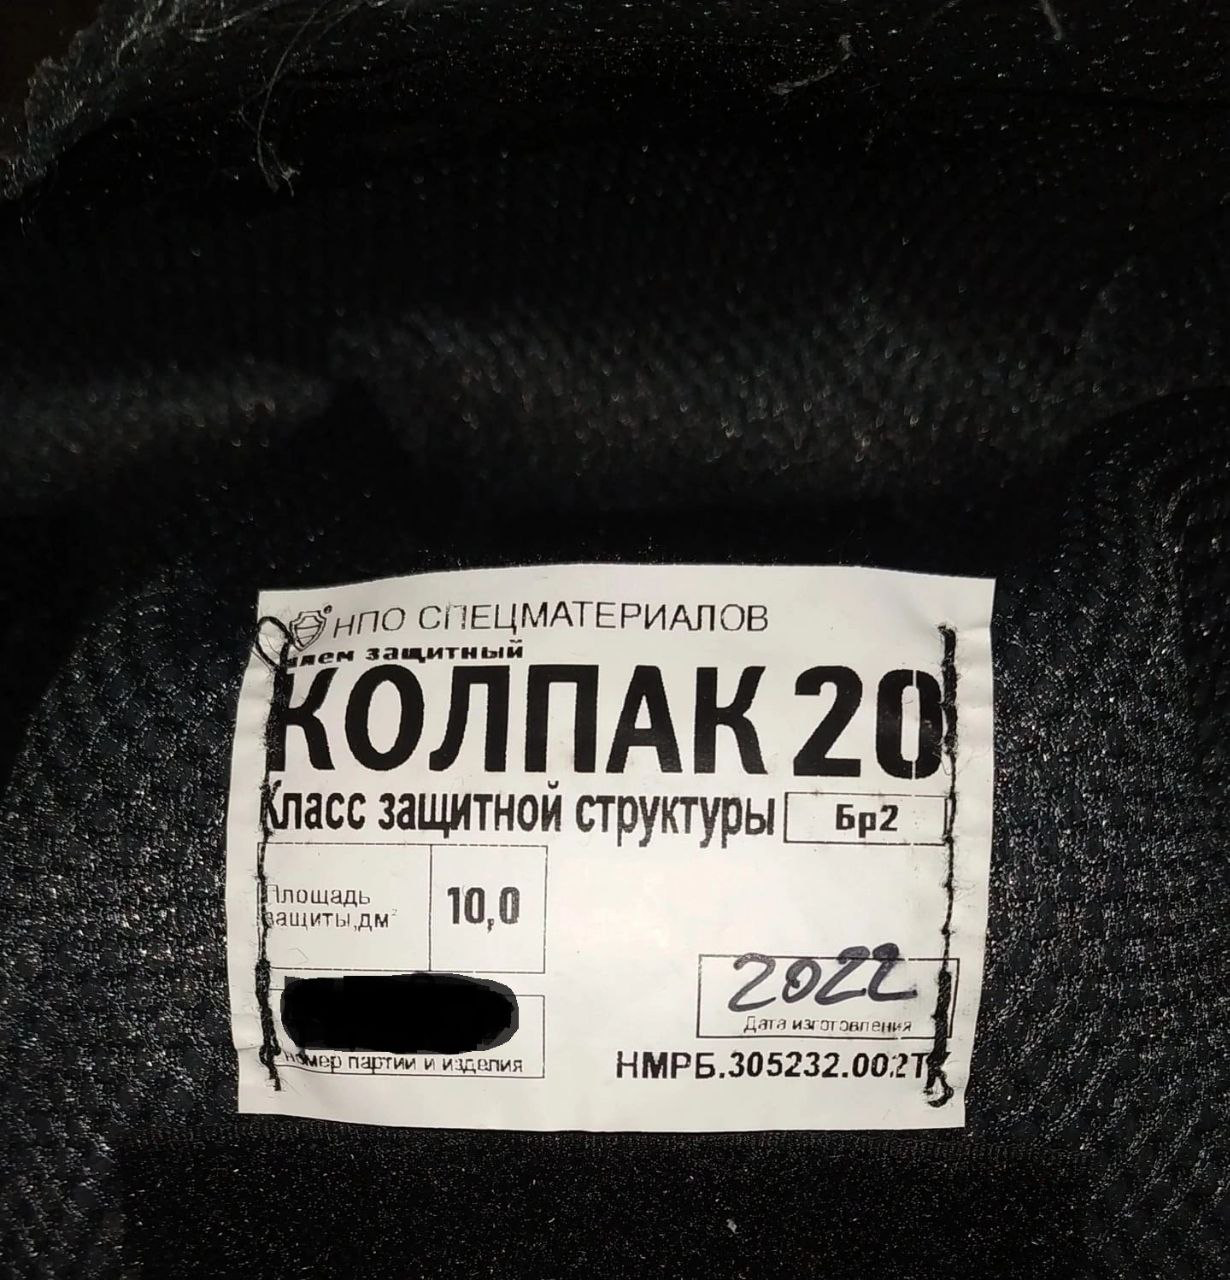 НПО СПЕЦМАТЕРИАЛОВ
шлем защитный
КОЛПАК 20
Класс защитной структуры Бр2
Площадь
защиты,дм² 10,0
2022
Дата изготовления
номер партии и изделия
НМРБ.305232.002ТУ